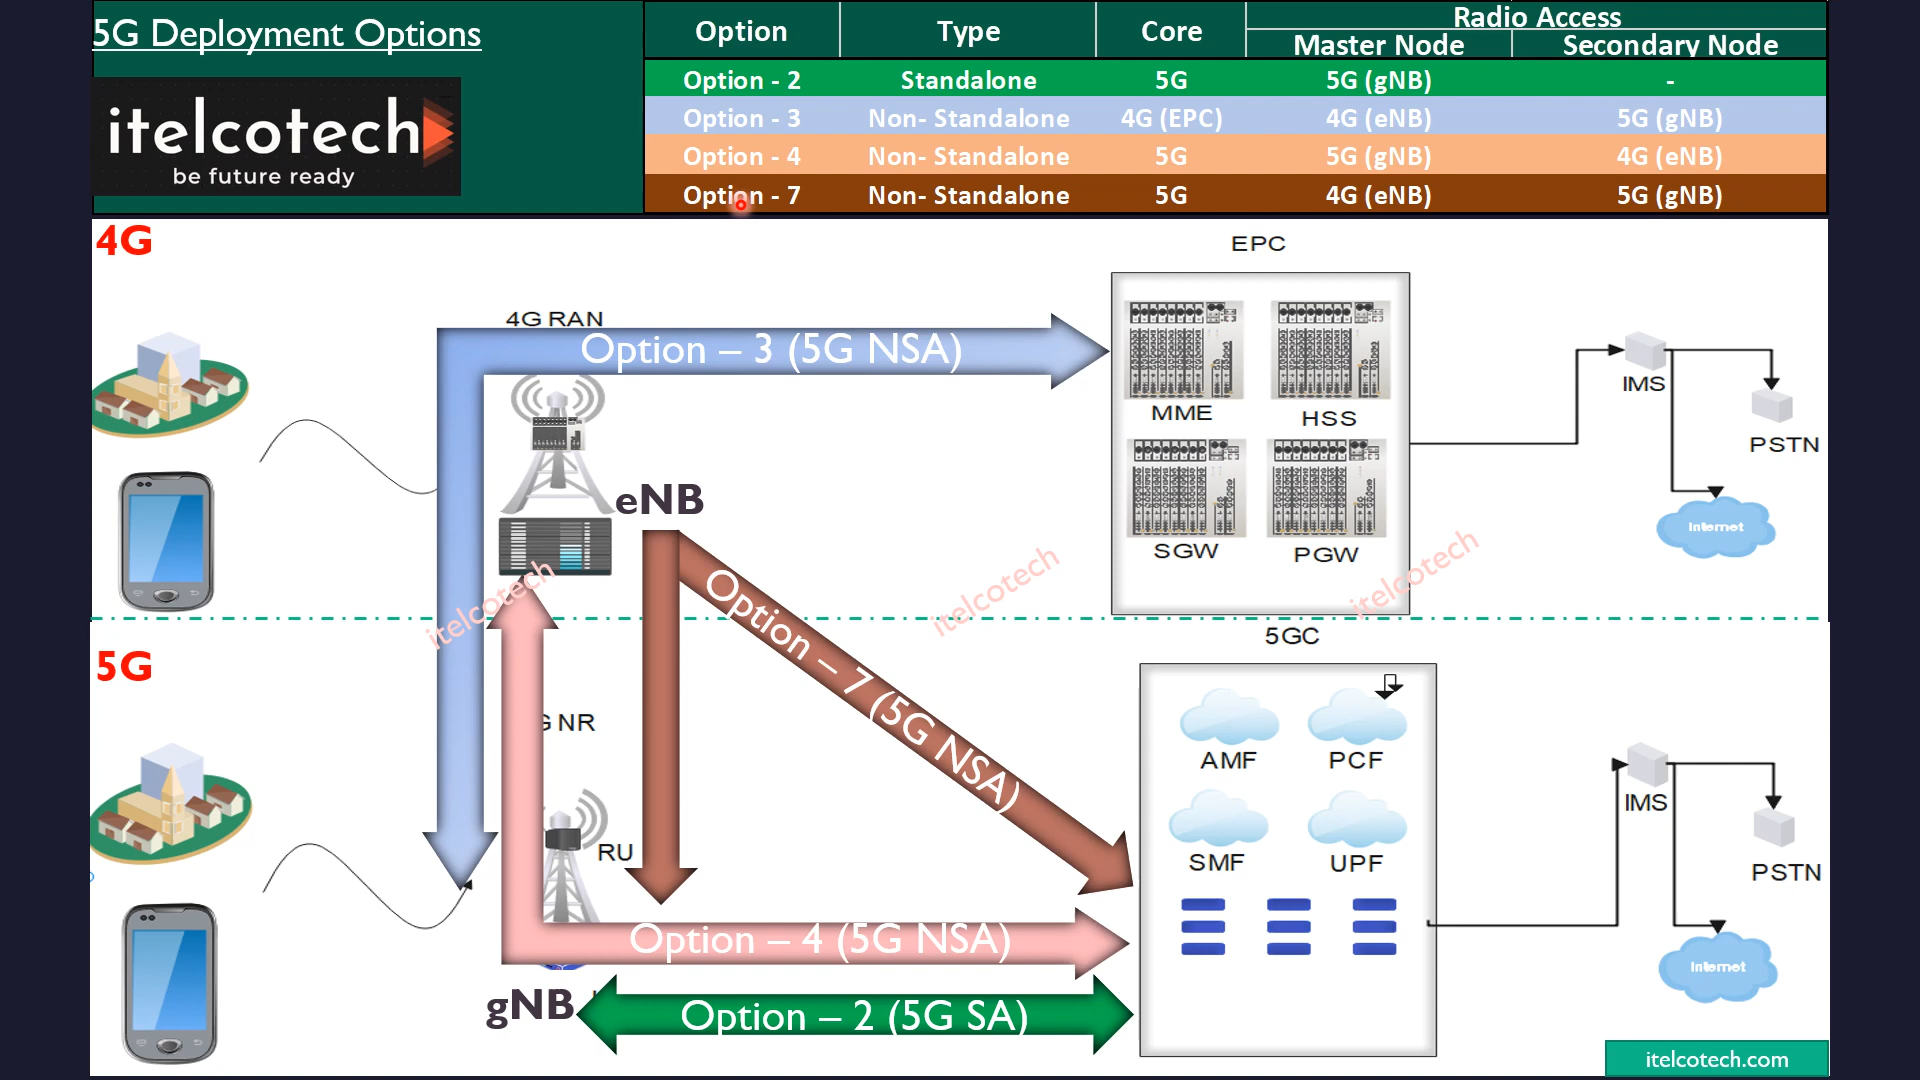 5G Deployment Options
itelcotech
be future ready
Option Type Core Radio Access
Master Node Secondary Node
Option - 2 Standalone 5G 5G (gNB) -
Option - 3 Non- Standalone 4G (EPC) 4G (eNB) 5G (gNB)
Option - 4 Non- Standalone 5G 5G (gNB) 4G (eNB)
Option - 7 Non- Standalone 5G 4G (eNB) 5G (gNB)
4G
EPC
4G RAN
Option – 3 (5G NSA)
MME
HSS
IMS
PSTN
eNB
SGW
PGW
Internet
itelcotech
itelcotech
itelcotech
Option – 7 (5G NSA)
5GC
5G
G NR
AMF
PCF
RU
SMF
UPF
IMS
PSTN
Option – 4 (5G NSA)
Internet
gNB
Option – 2 (5G SA)
itelcotech.com